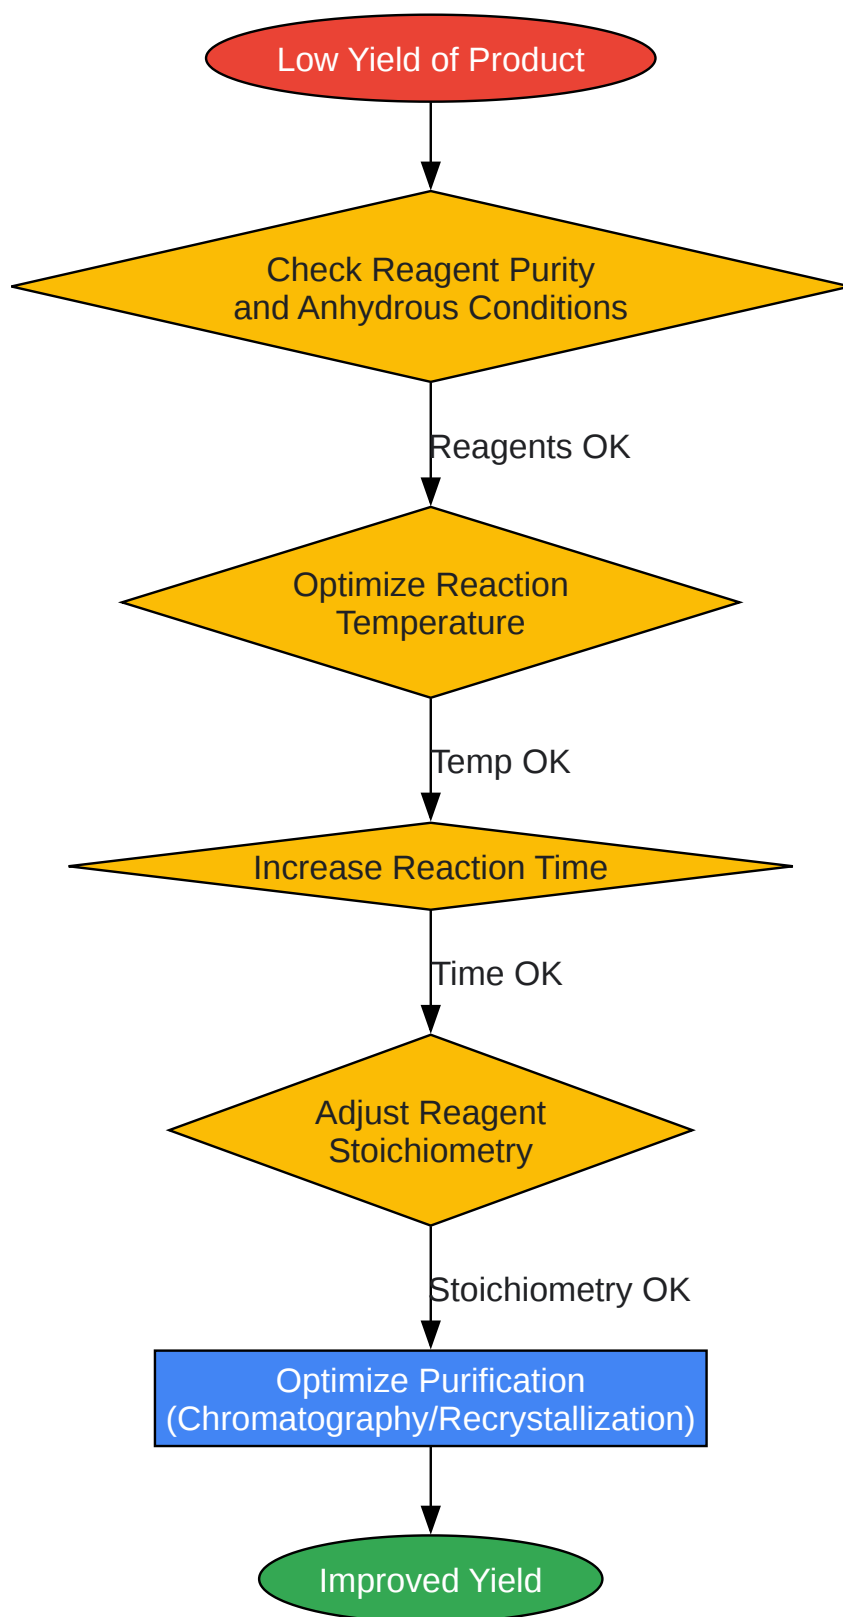 Low Yield of Product
Check Reagent Purity
and Anhydrous Conditions
Reagents OK
Optimize Reaction
Temperature
Temp OK
Increase Reaction Time
Time OK
Adjust Reagent
Stoichiometry
Stoichiometry OK
Optimize Purification
(Chromatography/Recrystallization)
Improved Yield